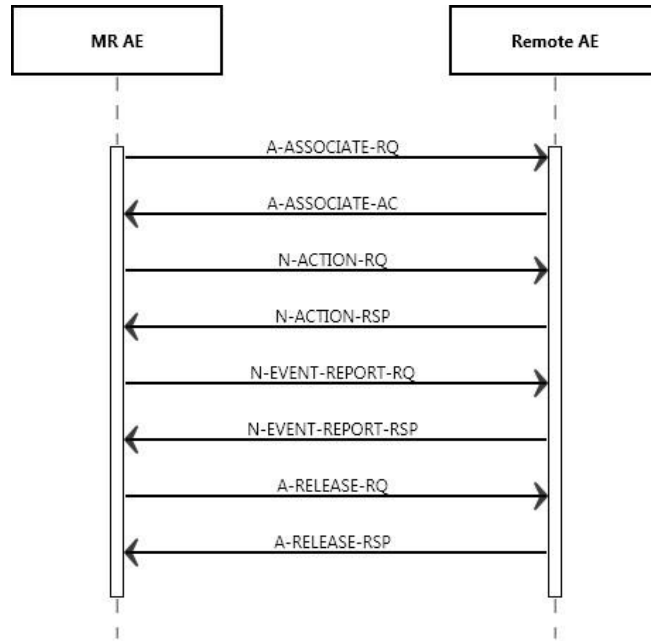 MR AE
Remote AE
A-ASSOCIATE-RQ
A-ASSOCIATE-AC
N-ACTION-RQ
N-ACTION-RSP
N-EVENT-REPORT-RQ
N-EVENT-REPORT-RSP
A-RELEASE-RQ
A-RELEASE-RSP